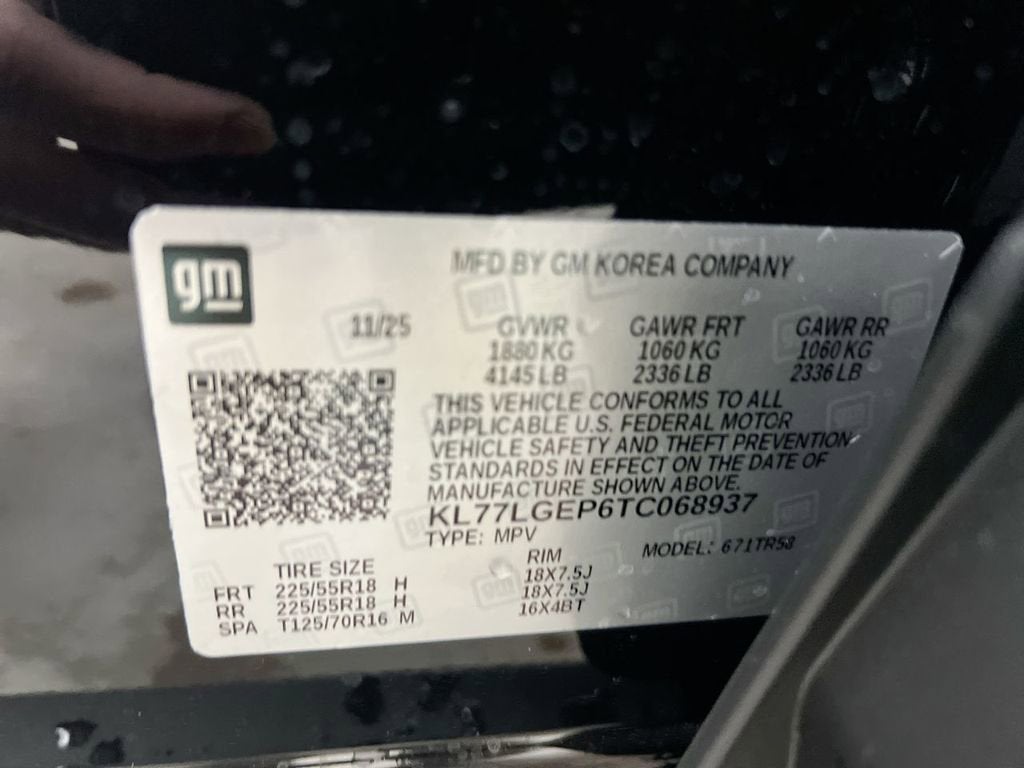 gm
MFD BY GM KOREA COMPANY
11/25 GVWR GAWR FRT GAWR RR
1880 KG 1060 KG 1060 KG
4145 LB 2336 LB 2336 LB
THIS VEHICLE CONFORMS TO ALL
APPLICABLE U.S. FEDERAL MOTOR
VEHICLE SAFETY AND THEFT PREVENTION
STANDARDS IN EFFECT ON THE DATE OF
MANUFACTURE SHOWN ABOVE.
KL77LGEP6TC068937
TYPE: MPV MODEL: 671TR58
TIRE SIZE RIM
FRT 225/55R18 H 18X7.5J
RR 225/55R18 H 18X7.5J
SPA T125/70R16 M 16X4BT